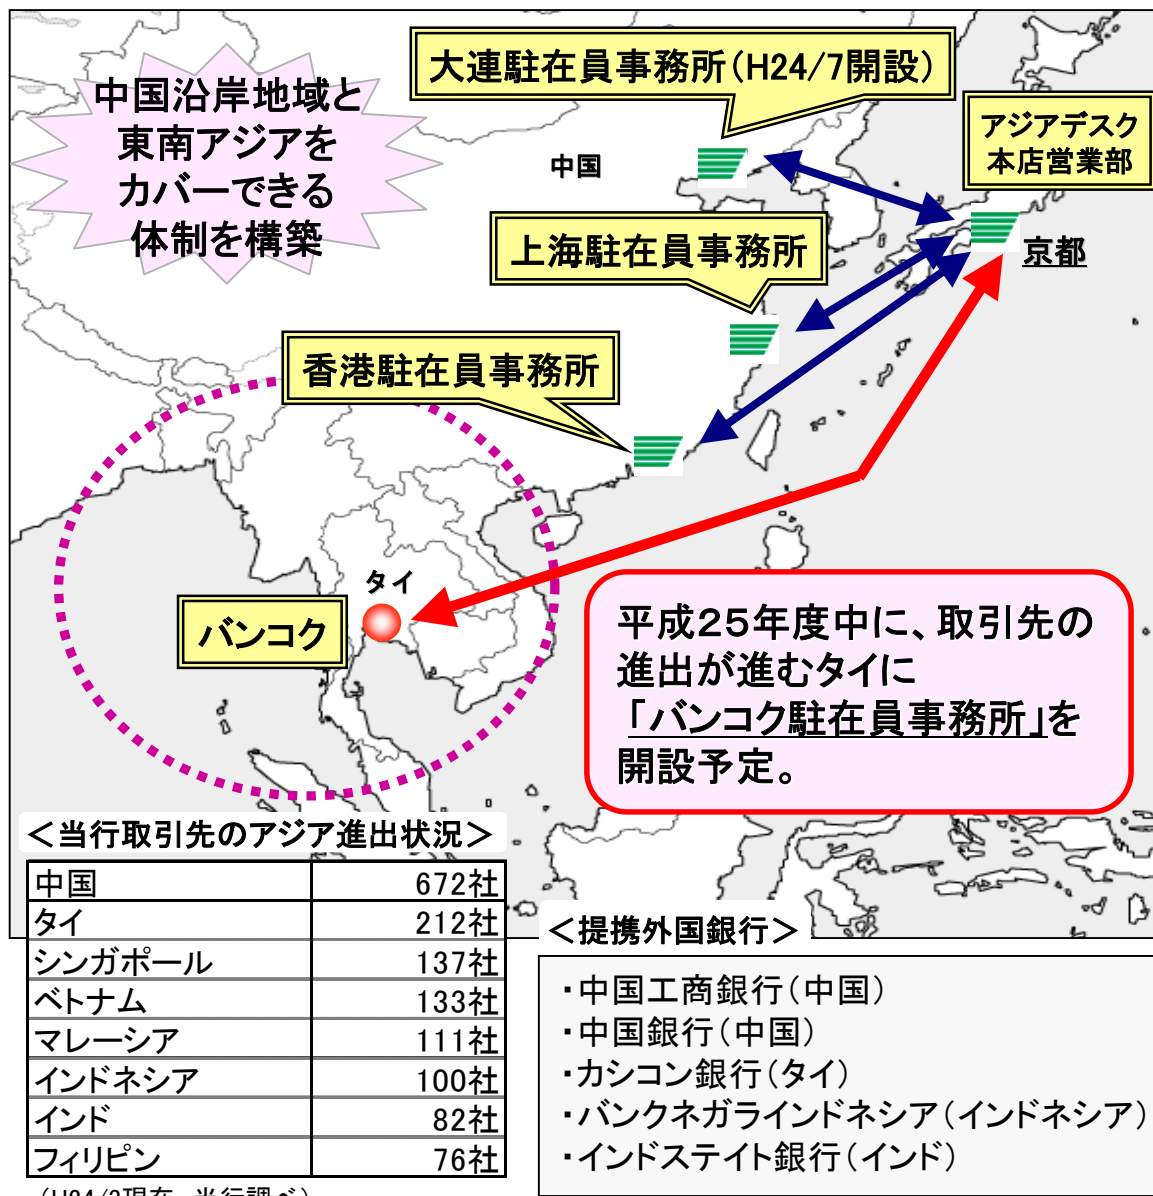 中国沿岸地域と
東南アジアを
カバーできる
体制を構築
大連駐在員事務所(H24/7開設)
アジアデスク
本店営業部
中国
上海駐在員事務所
京都
香港駐在員事務所
タイ
バンコク
平成25年度中に、取引先の
進出が進むタイに
「バンコク駐在員事務所」を
開設予定。
<当行取引先のアジア進出状況>
中国 672社
タイ 212社
シンガポール 137社
ベトナム 133社
マレーシア 111社
インドネシア 100社
インド 82社
フィリピン 76社
<提携外国銀行>
・中国工商銀行(中国)
・中国銀行(中国)
・カシコン銀行(タイ)
・バンクネガラインドネシア(インドネシア)
・インドステイト銀行(インド)